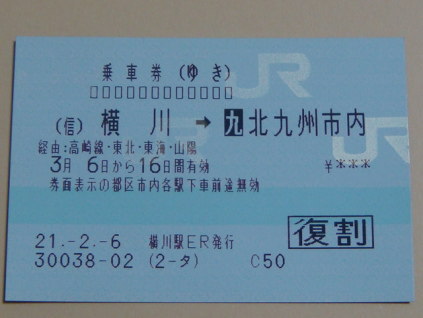 乗車券(ゆき)
□□□□□□□□□□□□
(信) 横川 → 九 北九州市内
経由:高崎線・東北・東海・山陽
3月 6日から16日間有効 ¥***
券面表示の都区市内各駅下車前途無効
復割
21.-2.-6 横川駅ER発行
30038-02 (2-タ) C50